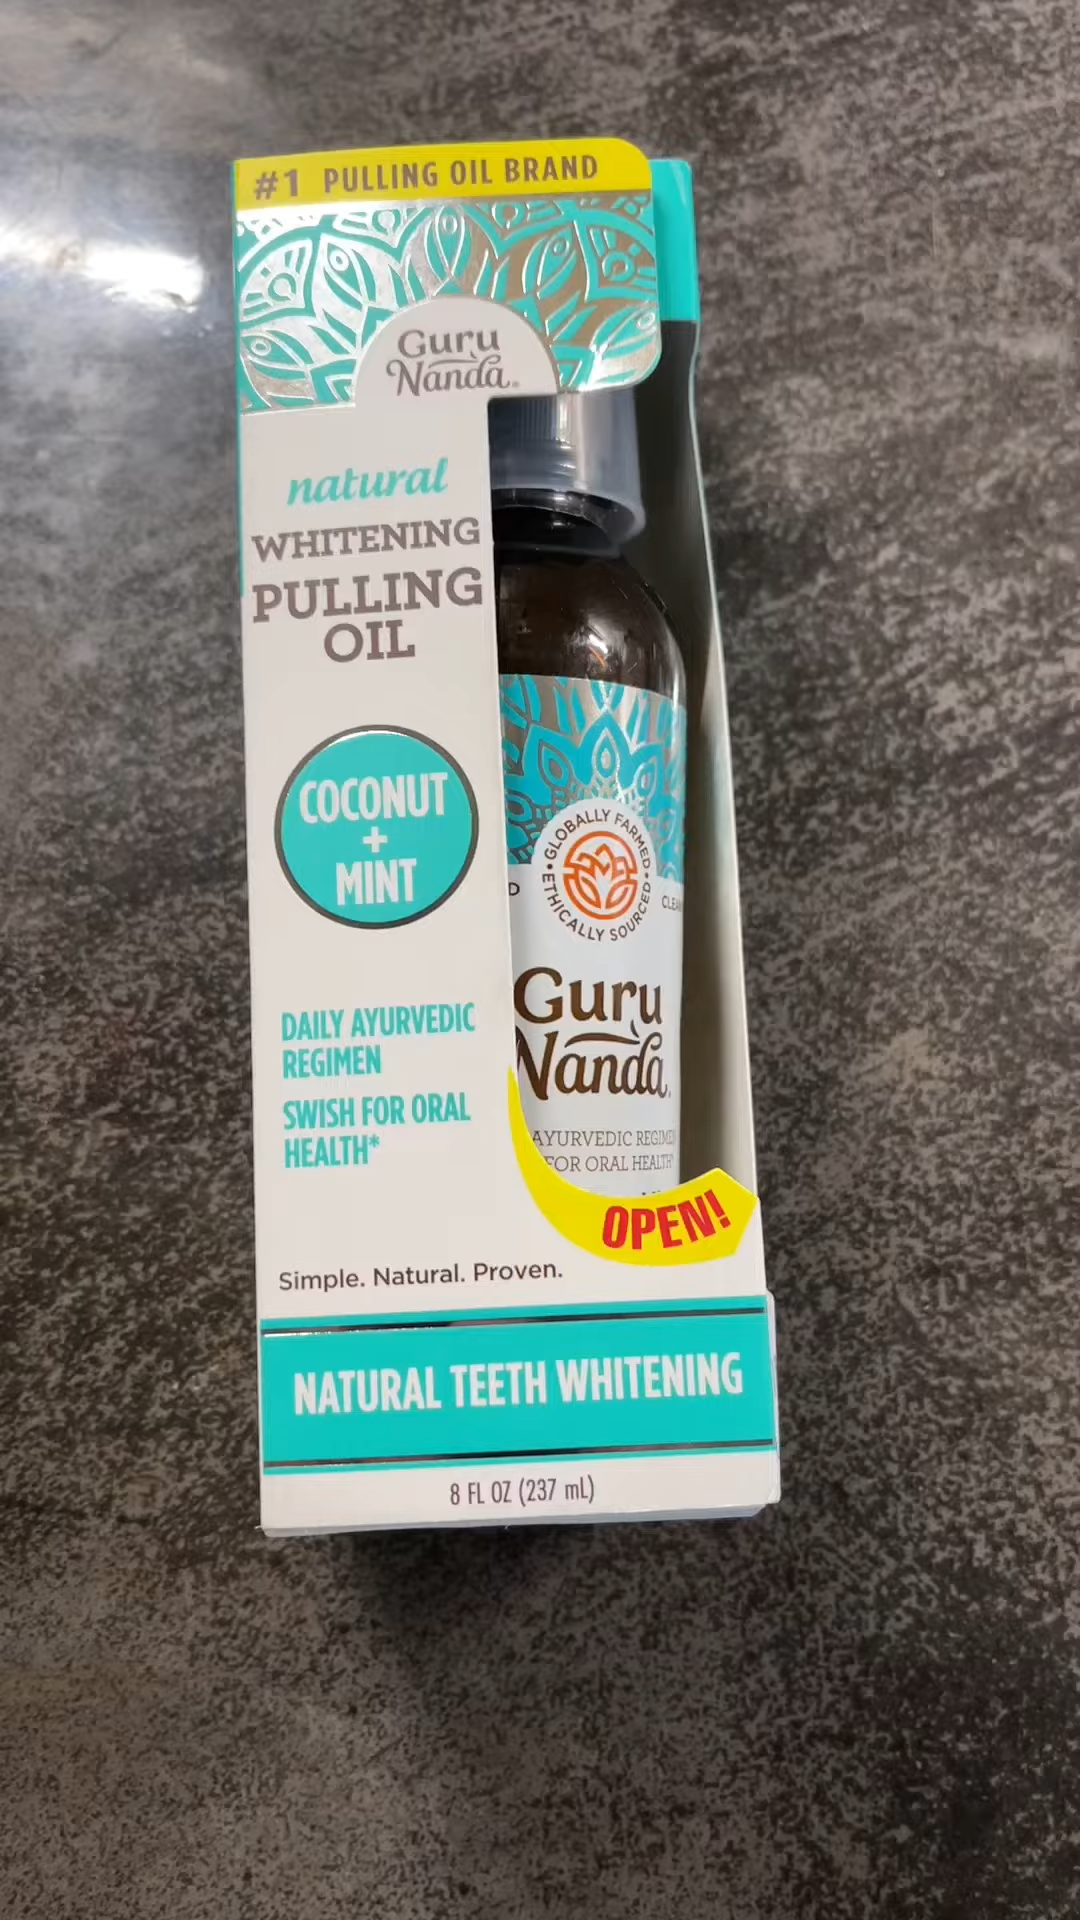 #1 PULLING OIL BRAND
Guru
Nanda®
natural
WHITENING
PULLING
OIL
COCONUT
+
MINT
DAILY AYURVEDIC
REGIMEN
SWISH FOR ORAL
HEALTH*
Simple. Natural. Proven.
GLOBALLY FARMED • ETHICALLY SOURCED •
Guru
Nanda®
AYURVEDIC REGIMEN
FOR ORAL HEALTH
OPEN!
NATURAL TEETH WHITENING
8 FL OZ (237 mL)